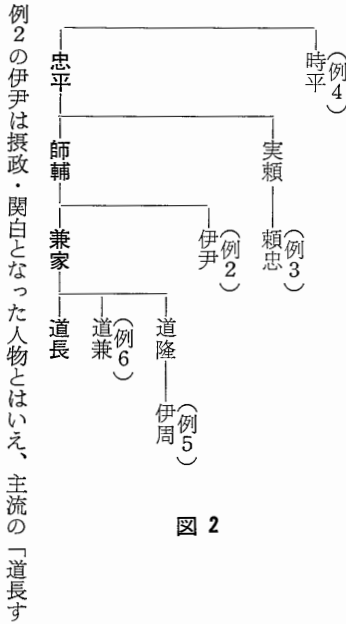 時平（例4）
忠平
実頼
師輔
頼忠（例3）
伊尹（例2）
兼家
道隆
道兼（例6）
道長
伊周（例5）
図 2
例2の伊尹は摂政・関白となった人物とはいえ、主流の「道長す